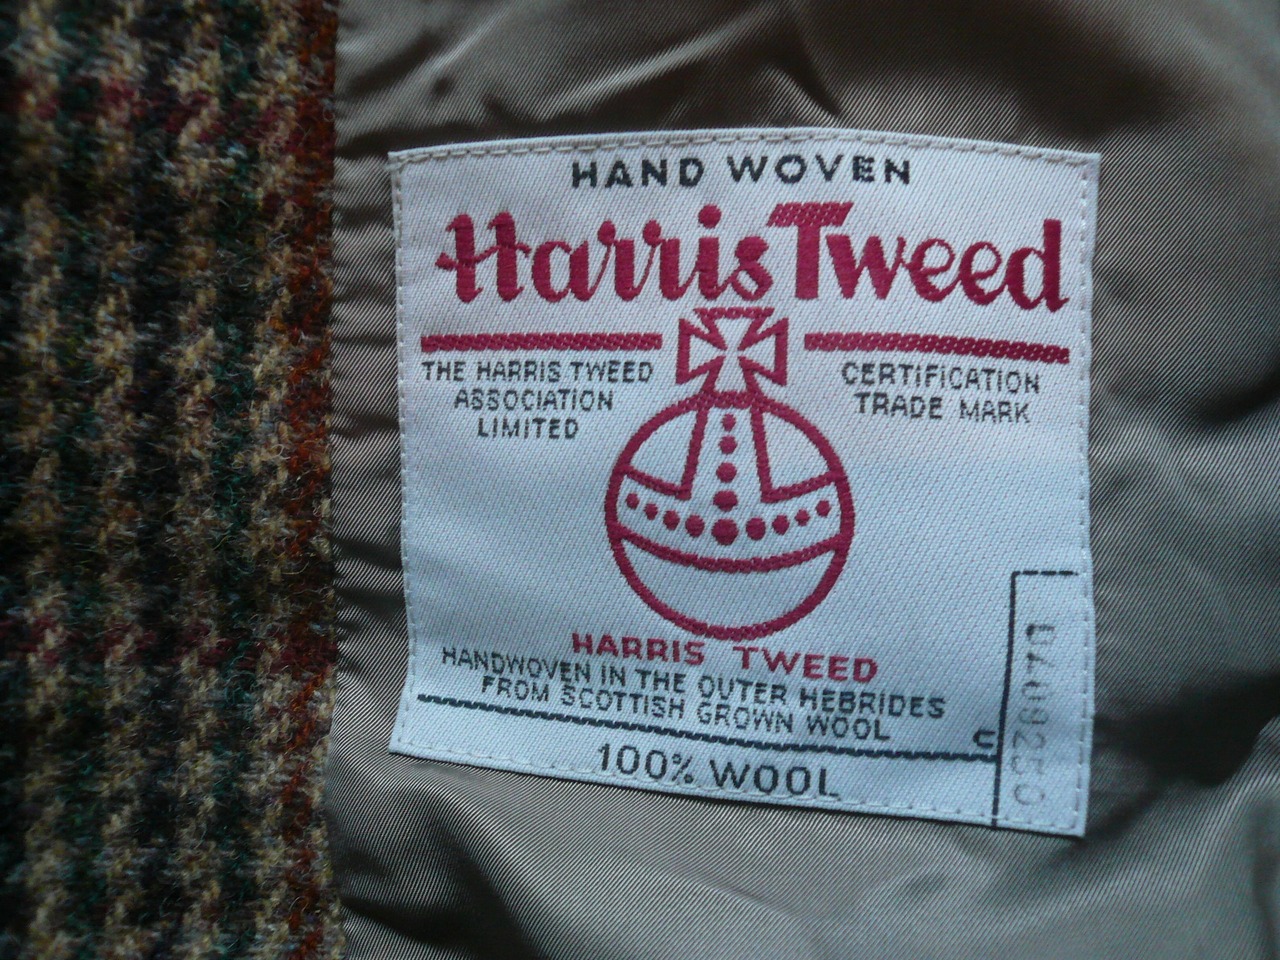 HAND WOVEN
Harris Tweed
THE HARRIS TWEED
ASSOCIATION
LIMITED
CERTIFICATION
TRADE MARK
HARRIS TWEED
HANDWOVEN IN THE OUTER HEBRIDES
FROM SCOTTISH GROWN WOOL
100% WOOL